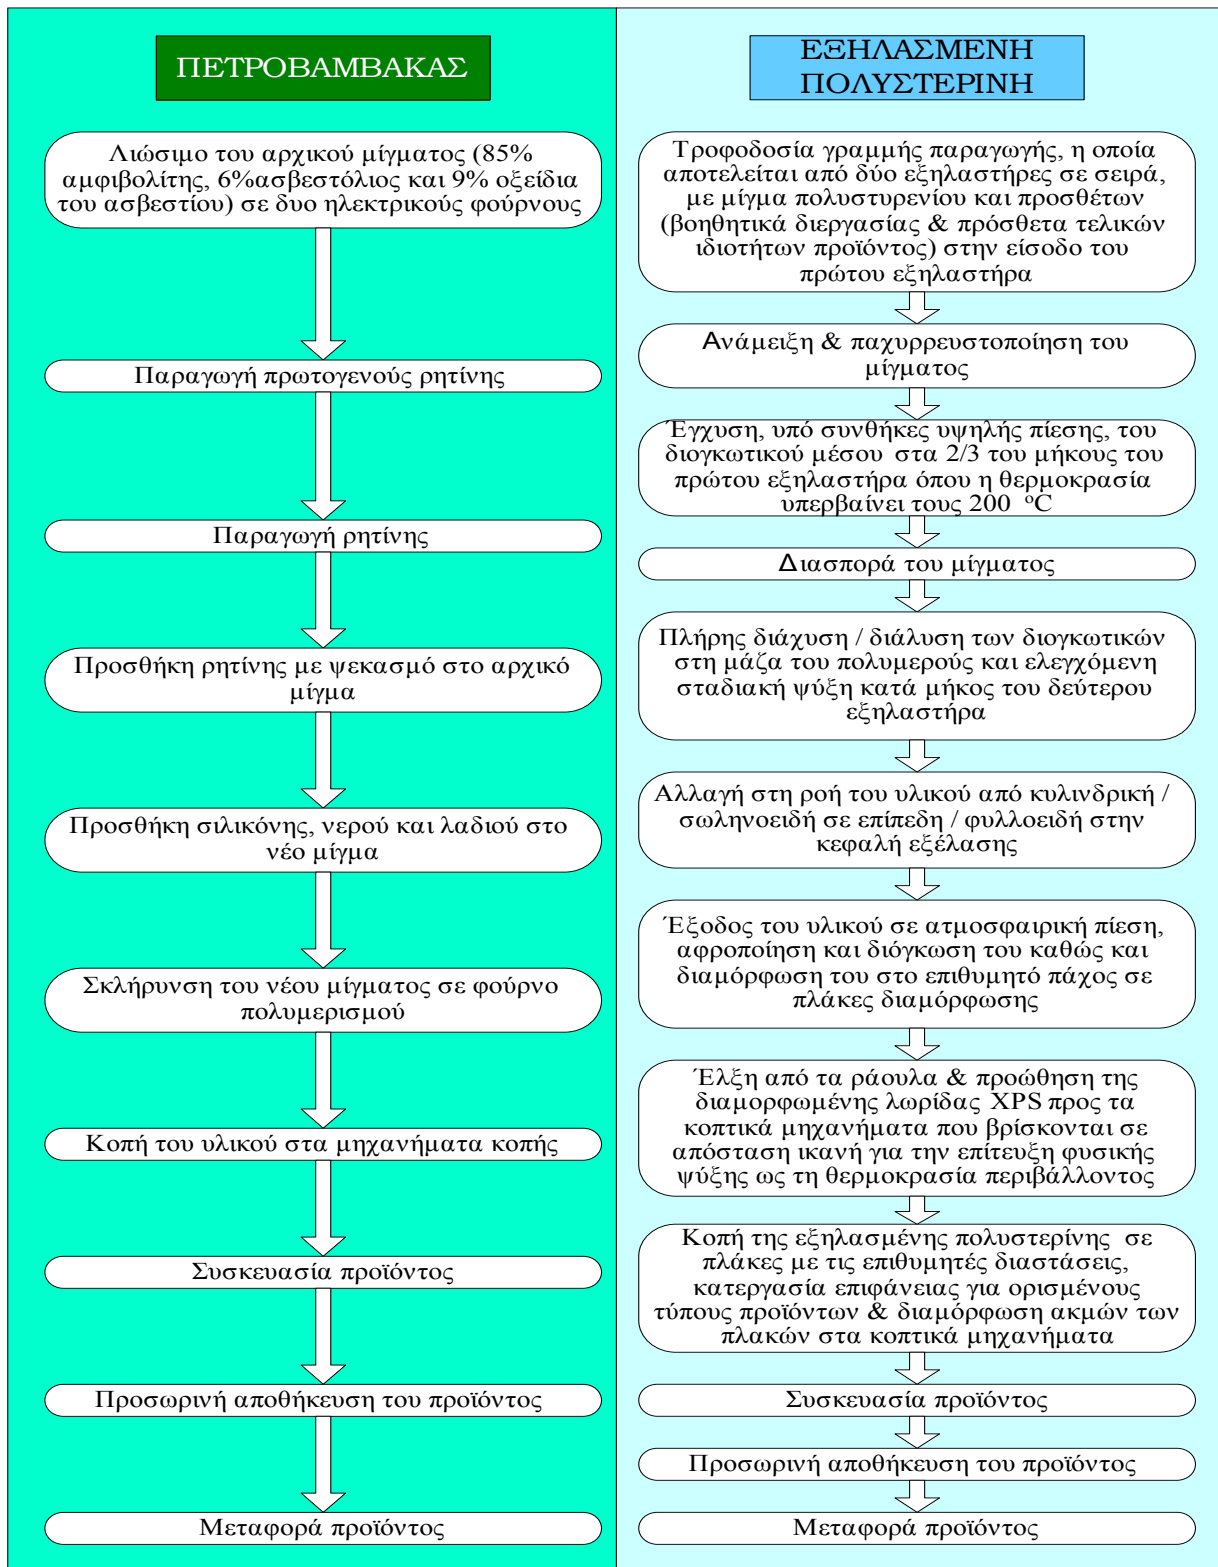 ΠΕΤΡΟΒΑΜΒΑΚΑΣ
Λιώσιμο του αρχικού μίγματος (85%
αμφιβολίτης, 6%ασβεστόλιος και 9% οξείδια
του ασβεστίου) σε δυο ηλεκτρικούς φούρνους
Παραγωγή πρωτογενούς ρητίνης
Παραγωγή ρητίνης
Προσθήκη ρητίνης με ψεκασμό στο αρχικό
μίγμα
Προσθήκη σιλικόνης, νερού και λαδιού στο
νέο μίγμα
Σκλήρυνση του νέου μίγματος σε φούρνο
πολυμερισμού
Κοπή του υλικού στα μηχανήματα κοπής
Συσκευασία προϊόντος
Προσωρινή αποθήκευση του προϊόντος
Μεταφορά προϊόντος
ΕΞΗΛΑΣΜΕΝΗ
ΠΟΛΥΣΤΕΡΙΝΗ
Τροφοδοσία γραμμής παραγωγής, η οποία
αποτελείται από δύο εξηλαστήρες σε σειρά,
με μίγμα πολυστυρενίου και προσθέτων
(βοηθητικά διεργασίας & πρόσθετα τελικών
ιδιοτήτων προϊόντος) στην είσοδο του
πρώτου εξηλαστήρα
Ανάμειξη & παχυρρευστοποίηση του
μίγματος
Έγχυση, υπό συνθήκες υψηλής πίεσης, του
διογκωτικού μέσου στα 2/3 του μήκους του
πρώτου εξηλαστήρα όπου η θερμοκρασία
υπερβαίνει τους 200 °C
Διασπορά του μίγματος
Πλήρης διάχυση / διάλυση των διογκωτικών
στη μάζα του πολυμερούς και ελεγχόμενη
σταδιακή ψύξη κατά μήκος του δεύτερου
εξηλαστήρα
Αλλαγή στη ροή του υλικού από κυλινδρική /
σωληνοειδή σε επίπεδη / φυλλοειδή στην
κεφαλή εξέλασης
Έξοδος του υλικού σε ατμοσφαιρική πίεση,
αφροποίηση και διόγκωση του καθώς και
διαμόρφωση του στο επιθυμητό πάχος σε
πλάκες διαμόρφωσης
Έλξη από τα ράουλα & προώθηση της
διαμορφωμένης λωρίδας XPS προς τα
κοπτικά μηχανήματα που βρίσκονται σε
απόσταση ικανή για την επίτευξη φυσικής
ψύξης ως τη θερμοκρασία περιβάλλοντος
Κοπή της εξηλασμένης πολυστερίνης σε
πλάκες με τις επιθυμητές διαστάσεις,
κατεργασία επιφάνειας για ορισμένους
τύπους προϊόντων & διαμόρφωση ακμών των
πλακών στα κοπτικά μηχανήματα
Συσκευασία προϊόντος
Προσωρινή αποθήκευση του προϊόντος
Μεταφορά προϊόντος